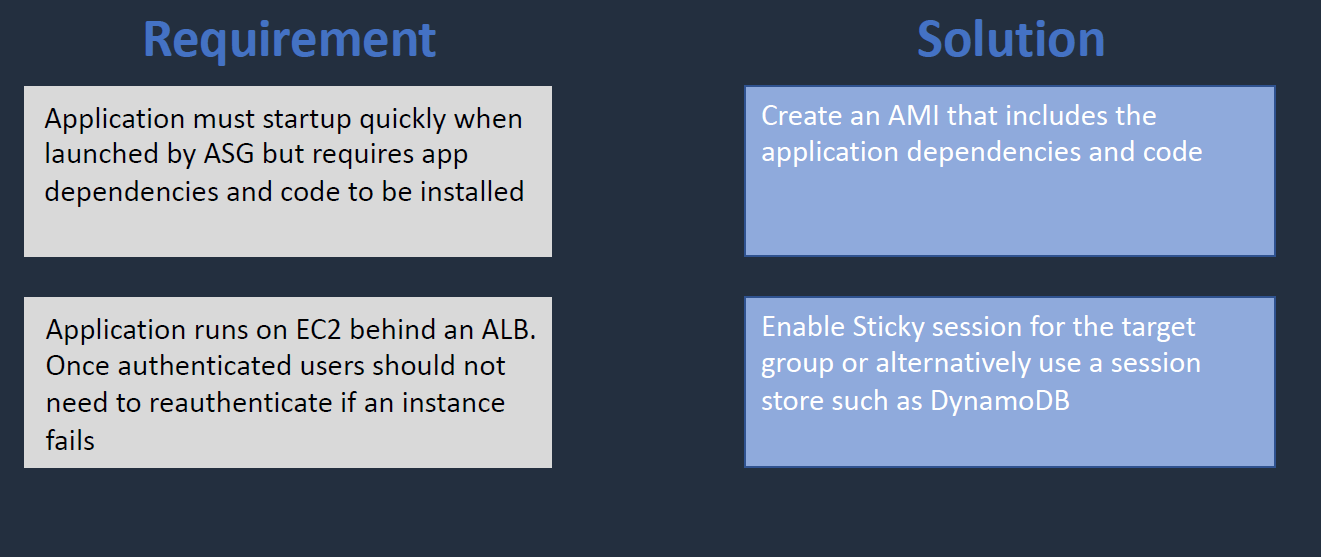 Requirement
Solution
Application must startup quickly when
launched by ASG but requires app
dependencies and code to be installed
Create an AMI that includes the
application dependencies and code
Application runs on EC2 behind an ALB.
Once authenticated users should not
need to reauthenticate if an instance
fails
Enable Sticky session for the target
group or alternatively use a session
store such as DynamoDB